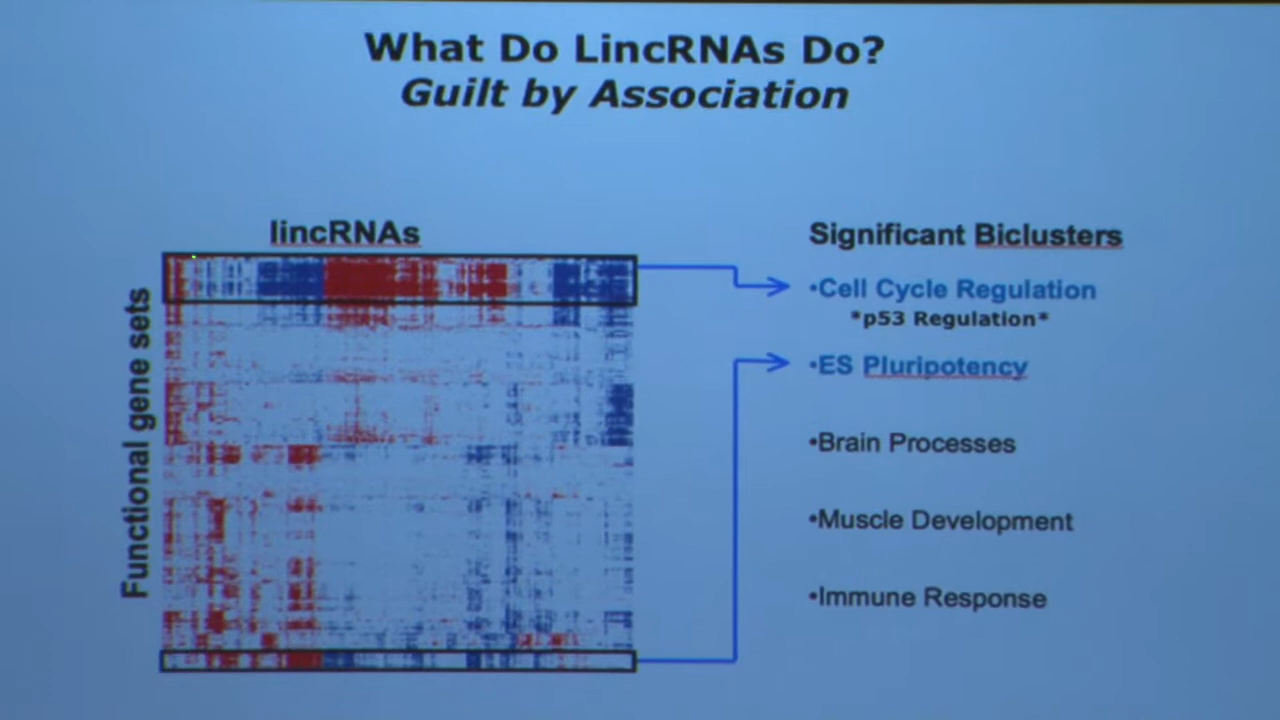 What Do LincRNAs Do?
Guilt by Association
lincRNAs
Functional gene sets
Significant Biclusters
•Cell Cycle Regulation
*p53 Regulation*
•ES Pluripotency
•Brain Processes
•Muscle Development
•Immune Response